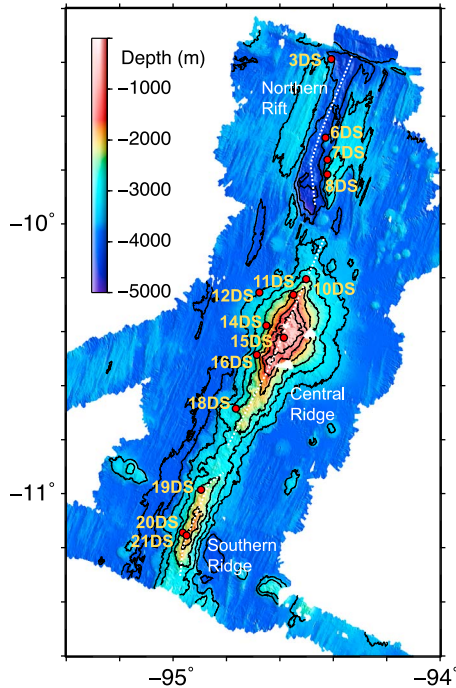 Depth (m)
−1000
−2000
−3000
−4000
−5000
Northern
Rift
3DS
6DS
7DS
8DS
11DS
10DS
12DS
14DS
15DS
16DS
Central
Ridge
18DS
19DS
20DS
21DS
Southern
Ridge
−10°
−11°
−95°
−94°